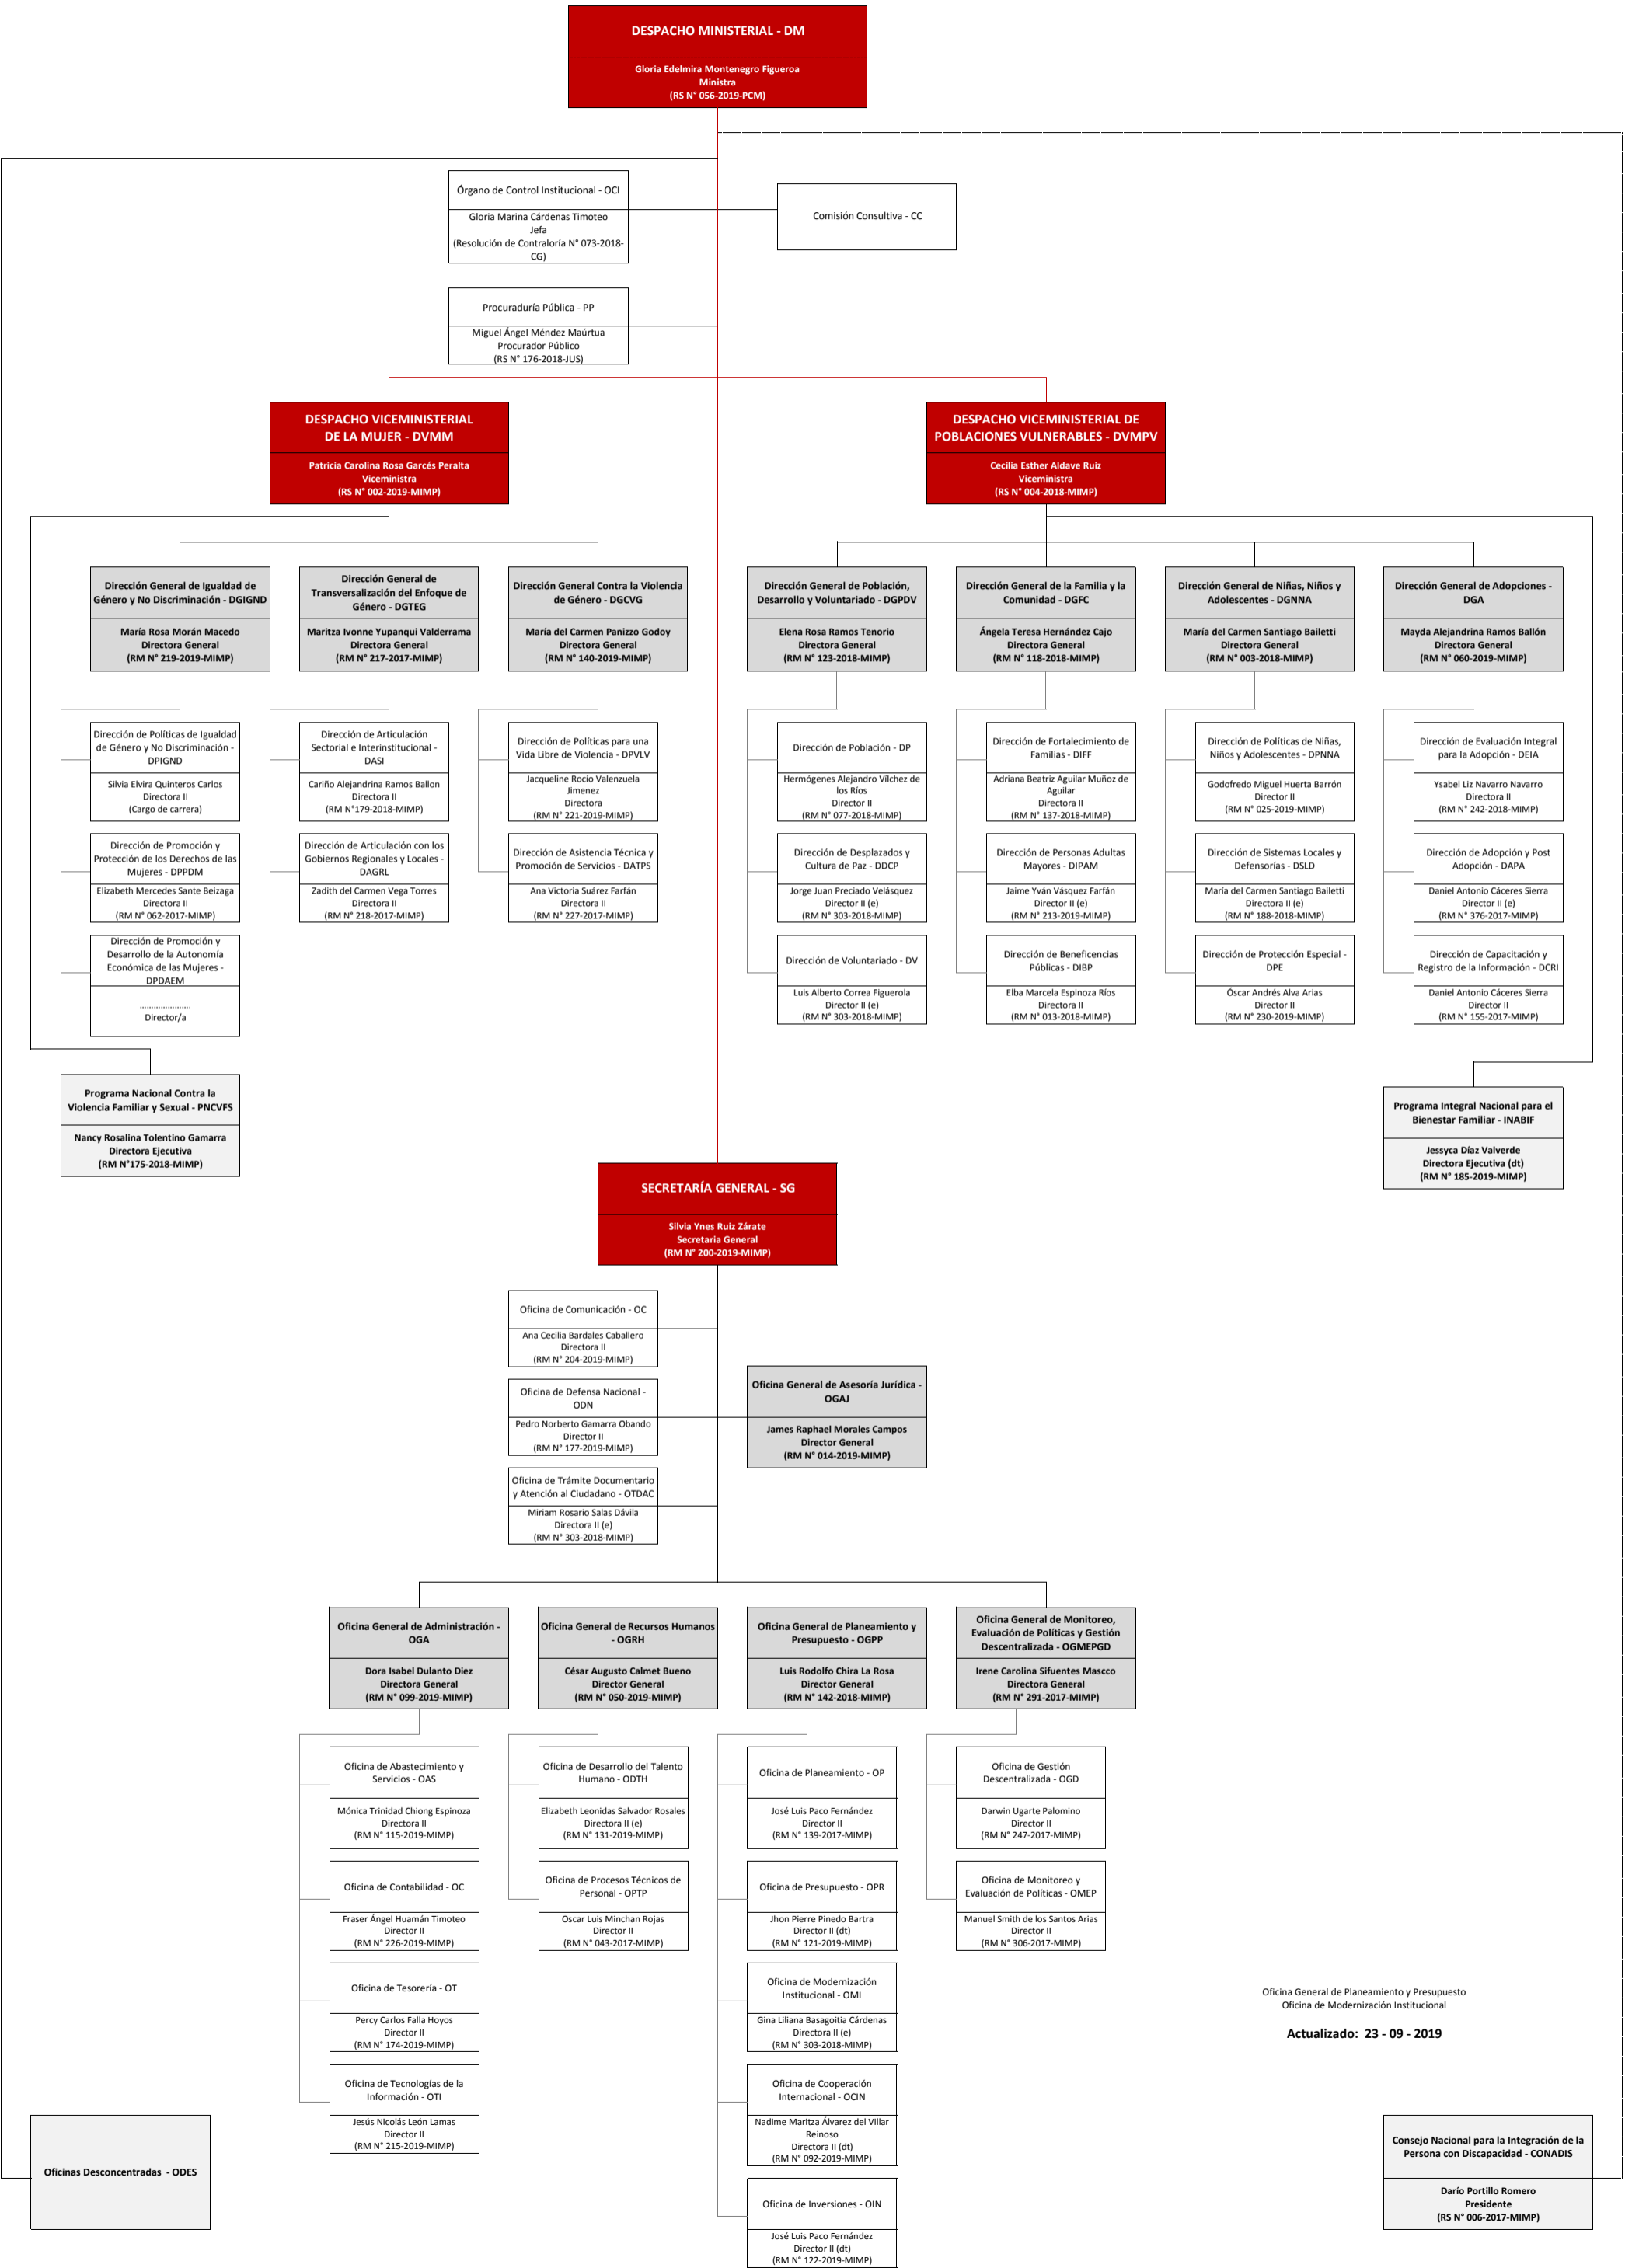 DESPACHO MINISTERIAL - DM
Gloria Edelmira Montenegro Figueroa
Ministra
(RS N° 056-2019-PCM)
Órgano de Control Institucional - OCI
Gloria Marina Cárdenas Timoteo
Jefa
(Resolución de Contraloría N° 073-2018-
CG)
Comisión Consultiva - CC
Procuraduría Pública - PP
Miguel Ángel Méndez Maúrtua
Procurador Público
(RS N° 176-2018-JUS)
DESPACHO VICEMINISTERIAL
DE LA MUJER - DVMM
Patricia Carolina Rosa Garcés Peralta
Viceministra
(RS N° 002-2019-MIMP)
DESPACHO VICEMINISTERIAL DE
POBLACIONES VULNERABLES - DVMPV
Cecilia Esther Aldave Ruiz
Viceministra
(RS N° 004-2018-MIMP)
Dirección General de Igualdad de
Género y No Discriminación - DGIGND
María Rosa Morán Macedo
Directora General
(RM N° 219-2019-MIMP)
Dirección General de
Transversalización del Enfoque de
Género - DGTEG
Maritza Ivonne Yupanqui Valderrama
Directora General
(RM N° 217-2017-MIMP)
Dirección General Contra la Violencia
de Género - DGCVG
María del Carmen Panizzo Godoy
Directora General
(RM N° 140-2019-MIMP)
Dirección General de Población,
Desarrollo y Voluntariado - DGPDV
Elena Rosa Ramos Tenorio
Directora General
(RM N° 123-2018-MIMP)
Dirección General de la Familia y la
Comunidad - DGFC
Ángela Teresa Hernández Cajo
Directora General
(RM N° 118-2018-MIMP)
Dirección General de Niñas, Niños y
Adolescentes - DGNNA
María del Carmen Santiago Bailetti
Directora General
(RM N° 003-2018-MIMP)
Dirección General de Adopciones -
DGA
Mayda Alejandrina Ramos Ballón
Directora General
(RM N° 060-2019-MIMP)
Dirección de Políticas de Igualdad
de Género y No Discriminación -
DPIGND
Silvia Elvira Quinteros Carlos
Directora II
(Cargo de carrera)
Dirección de Articulación
Sectorial e Interinstitucional -
DASI
Cariño Alejandrina Ramos Ballon
Directora II
(RM N°179-2018-MIMP)
Dirección de Políticas para una
Vida Libre de Violencia - DPVLV
Jacqueline Rocío Valenzuela
Jimenez
Directora
(RM N° 221-2019-MIMP)
Dirección de Población - DP
Hermógenes Alejandro Vílchez de
los Ríos
Director II
(RM N° 077-2018-MIMP)
Dirección de Fortalecimiento de
Familias - DIFF
Adriana Beatriz Aguilar Muñoz de
Aguilar
Directora II
(RM N° 137-2018-MIMP)
Dirección de Políticas de Niñas,
Niños y Adolescentes - DPNNA
Godofredo Miguel Huerta Barrón
Director II
(RM N° 025-2019-MIMP)
Dirección de Evaluación Integral
para la Adopción - DEIA
Ysabel Liz Navarro Navarro
Directora II
(RM N° 242-2018-MIMP)
Dirección de Promoción y
Protección de los Derechos de las
Mujeres - DPPDM
Elizabeth Mercedes Sante Beizaga
Directora II
(RM N° 062-2017-MIMP)
Dirección de Articulación con los
Gobiernos Regionales y Locales -
DAGRL
Zadith del Carmen Vega Torres
Directora II
(RM N° 218-2017-MIMP)
Dirección de Asistencia Técnica y
Promoción de Servicios - DATPS
Ana Victoria Suárez Farfán
Directora II
(RM N° 227-2017-MIMP)
Dirección de Desplazados y
Cultura de Paz - DDCP
Jorge Juan Preciado Velásquez
Director II (e)
(RM N° 303-2018-MIMP)
Dirección de Personas Adultas
Mayores - DIPAM
Jaime Yván Vásquez Farfán
Director II (e)
(RM N° 213-2019-MIMP)
Dirección de Sistemas Locales y
Defensorías - DSLD
María del Carmen Santiago Bailetti
Directora II (e)
(RM N° 188-2018-MIMP)
Dirección de Adopción y Post
Adopción - DAPA
Daniel Antonio Cáceres Sierra
Director II (e)
(RM N° 376-2017-MIMP)
Dirección de Promoción y
Desarrollo de la Autonomía
Económica de las Mujeres -
DPDAEM
………………….
Director/a
Dirección de Voluntariado - DV
Luis Alberto Correa Figuerola
Director II (e)
(RM N° 303-2018-MIMP)
Dirección de Beneficencias
Públicas - DIBP
Elba Marcela Espinoza Ríos
Directora II
(RM N° 013-2018-MIMP)
Dirección de Protección Especial -
DPE
Óscar Andrés Alva Arias
Director II
(RM N° 230-2019-MIMP)
Dirección de Capacitación y
Registro de la Información - DCRI
Daniel Antonio Cáceres Sierra
Director II
(RM N° 155-2017-MIMP)
Programa Nacional Contra la
Violencia Familiar y Sexual - PNCVFS
Nancy Rosalina Tolentino Gamarra
Directora Ejecutiva
(RM N°175-2018-MIMP)
Programa Integral Nacional para el
Bienestar Familiar - INABIF
Jessyca Díaz Valverde
Directora Ejecutiva (dt)
(RM N° 185-2019-MIMP)
SECRETARÍA GENERAL - SG
Silvia Ynes Ruiz Zárate
Secretaria General
(RM N° 200-2019-MIMP)
Oficina de Comunicación - OC
Ana Cecilia Bardales Caballero
Directora II
(RM N° 204-2019-MIMP)
Oficina de Defensa Nacional -
ODN
Pedro Norberto Gamarra Obando
Director II
(RM N° 177-2019-MIMP)
Oficina General de Asesoría Jurídica -
OGAJ
James Raphael Morales Campos
Director General
(RM N° 014-2019-MIMP)
Oficina de Trámite Documentario
y Atención al Ciudadano - OTDAC
Miriam Rosario Salas Dávila
Directora II (e)
(RM N° 303-2018-MIMP)
Oficina General de Administración -
OGA
Dora Isabel Dulanto Diez
Directora General
(RM N° 099-2019-MIMP)
Oficina General de Recursos Humanos
- OGRH
César Augusto Calmet Bueno
Director General
(RM N° 050-2019-MIMP)
Oficina General de Planeamiento y
Presupuesto - OGPP
Luis Rodolfo Chira La Rosa
Director General
(RM N° 142-2018-MIMP)
Oficina General de Monitoreo,
Evaluación de Políticas y Gestión
Descentralizada - OGMEPGD
Irene Carolina Sifuentes Mascco
Directora General
(RM N° 291-2017-MIMP)
Oficina de Abastecimiento y
Servicios - OAS
Mónica Trinidad Chiong Espinoza
Directora II
(RM N° 115-2019-MIMP)
Oficina de Desarrollo del Talento
Humano - ODTH
Elizabeth Leonidas Salvador Rosales
Directora II (e)
(RM N° 131-2019-MIMP)
Oficina de Planeamiento - OP
José Luis Paco Fernández
Director II
(RM N° 139-2017-MIMP)
Oficina de Gestión
Descentralizada - OGD
Darwin Ugarte Palomino
Director II
(RM N° 247-2017-MIMP)
Oficina de Contabilidad - OC
Fraser Ángel Huamán Timoteo
Director II
(RM N° 226-2019-MIMP)
Oficina de Procesos Técnicos de
Personal - OPTP
Oscar Luis Minchan Rojas
Director II
(RM N° 043-2017-MIMP)
Oficina de Presupuesto - OPR
Jhon Pierre Pinedo Bartra
Director II (dt)
(RM N° 121-2019-MIMP)
Oficina de Monitoreo y
Evaluación de Políticas - OMEP
Manuel Smith de los Santos Arias
Director II
(RM N° 306-2017-MIMP)
Oficina de Tesorería - OT
Percy Carlos Falla Hoyos
Director II
(RM N° 174-2019-MIMP)
Oficina de Modernización
Institucional - OMI
Gina Liliana Basagoitia Cárdenas
Directora II (e)
(RM N° 303-2018-MIMP)
Oficina General de Planeamiento y Presupuesto
Oficina de Modernización Institucional
Actualizado: 23 - 09 - 2019
Oficina de Tecnologías de la
Información - OTI
Jesús Nicolás León Lamas
Director II
(RM N° 215-2019-MIMP)
Oficina de Cooperación
Internacional - OCIN
Nadime Maritza Álvarez del Villar
Reinoso
Directora II (dt)
(RM N° 092-2019-MIMP)
Oficinas Desconcentradas - ODES
Consejo Nacional para la Integración de la
Persona con Discapacidad - CONADIS
Darío Portillo Romero
Presidente
(RS N° 006-2017-MIMP)
Oficina de Inversiones - OIN
José Luis Paco Fernández
Director II (dt)
(RM N° 122-2019-MIMP)